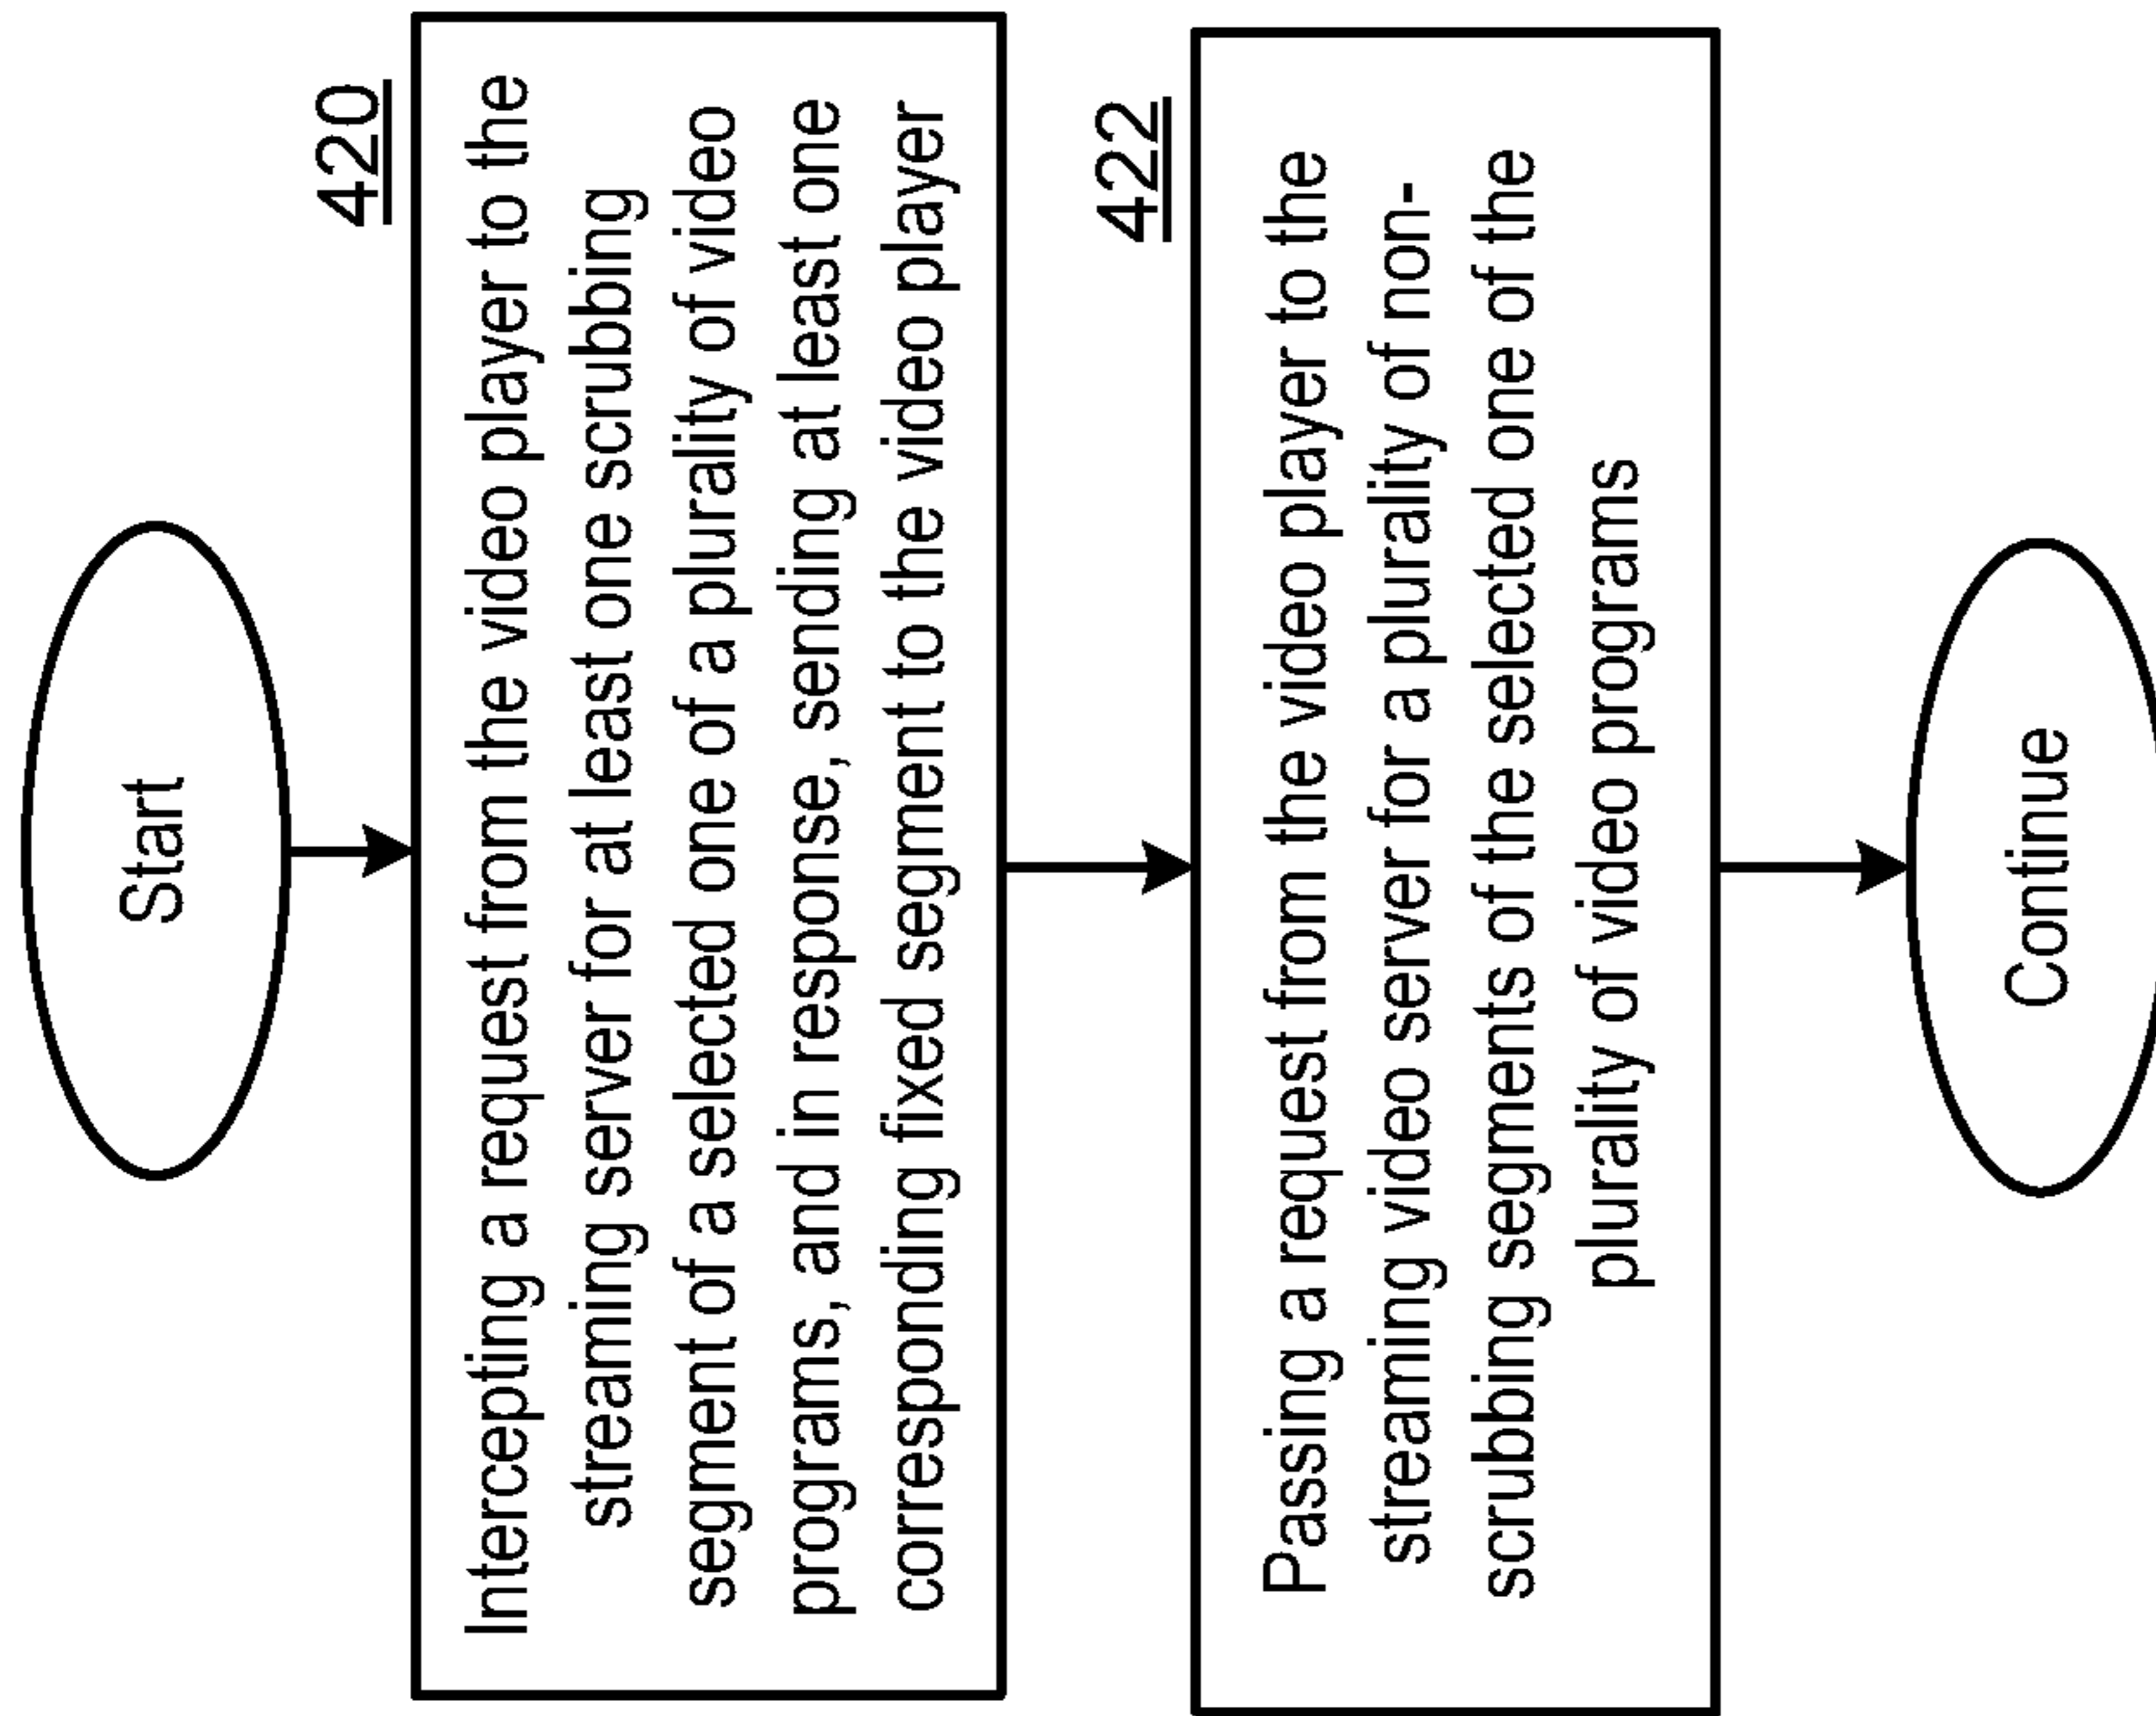 Start
420
Intercepting a request from the video player to the
streaming server for at least one scrubbing
segment of a selected one of a plurality of video
programs, and in response, sending at least one
corresponding fixed segment to the video player
422
Passing a request from the video player to the
streaming video server for a plurality of non-
scrubbing segments of the selected one of the
plurality of video programs
Continue